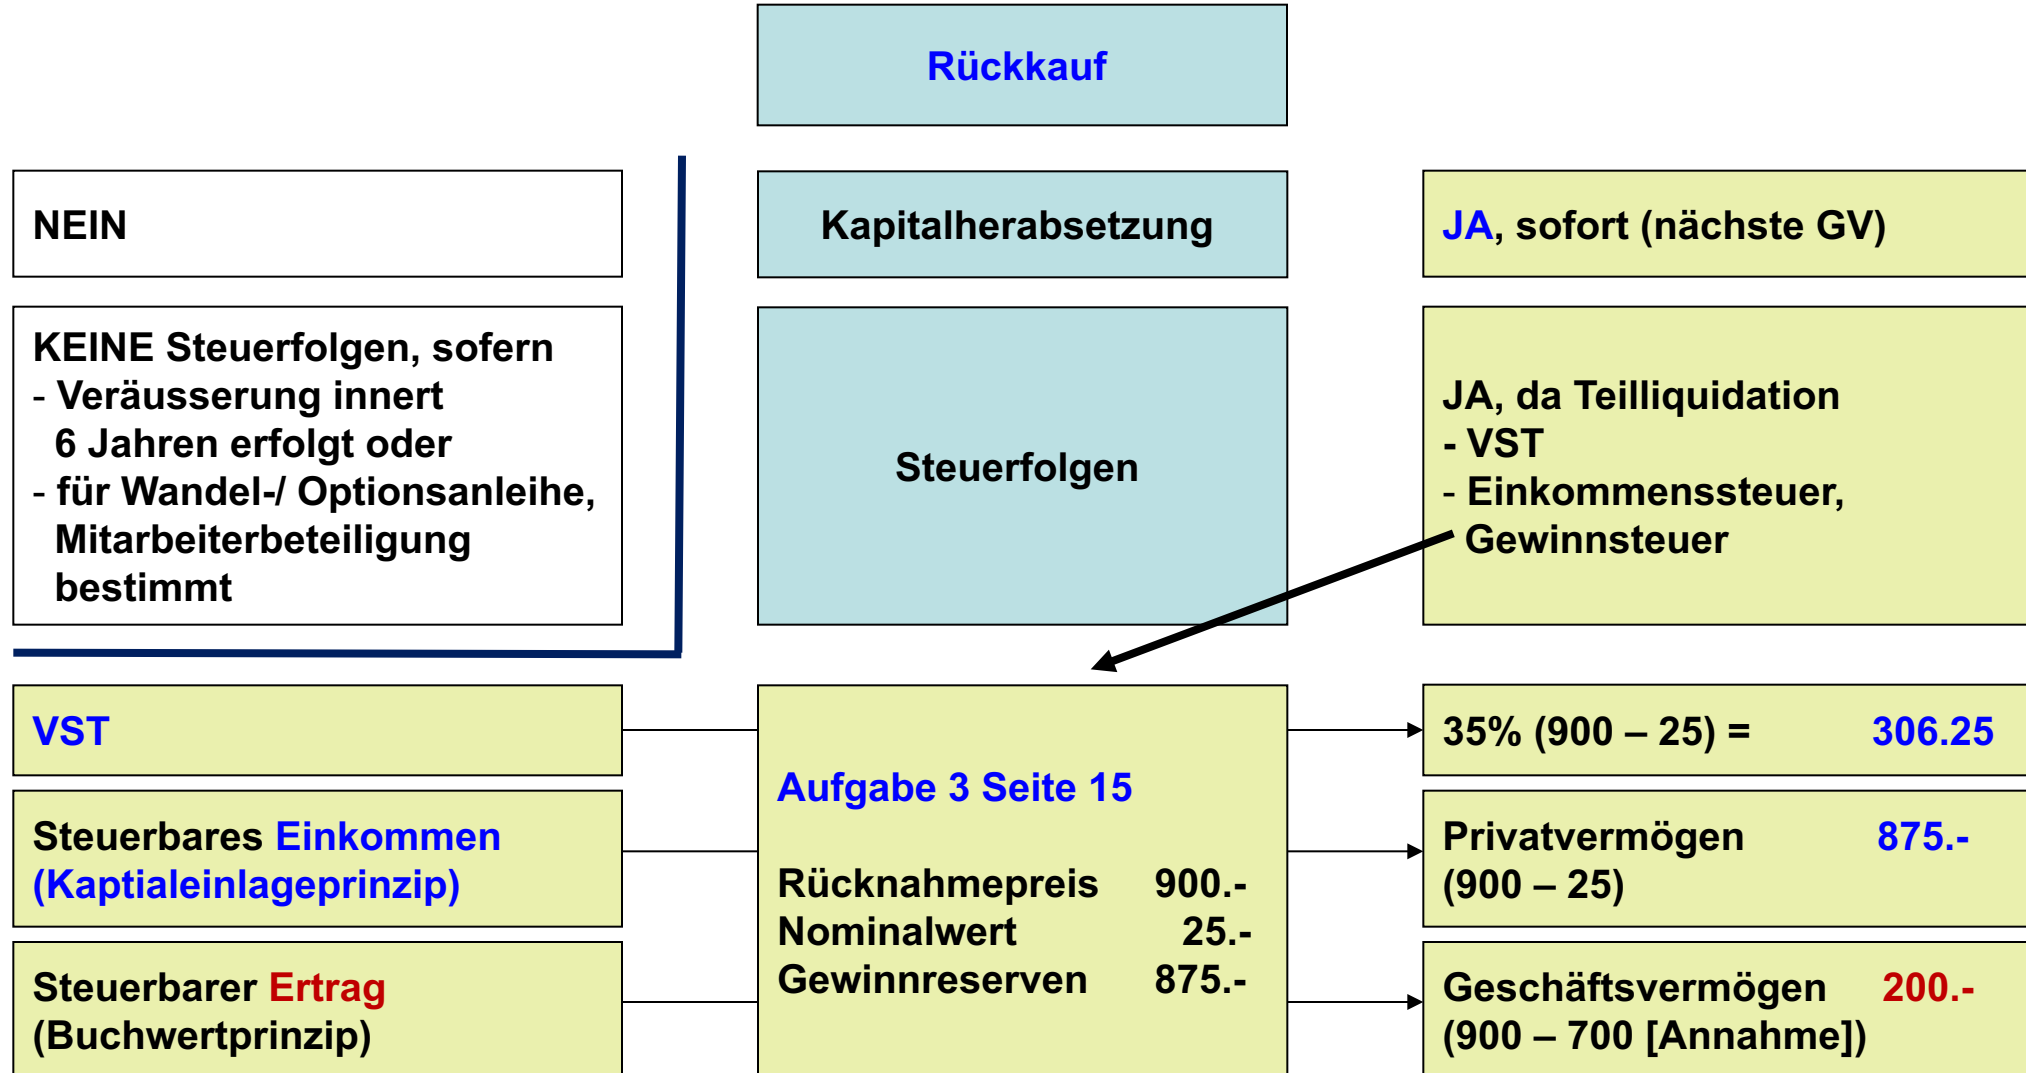 Rückkauf
NEIN
Kapitalherabsetzung
JA, sofort (nächste GV)
KEINE Steuerfolgen, sofern
- Veräusserung innert
6 Jahren erfolgt oder
- für Wandel-/ Optionsanleihe,
Mitarbeiterbeteiligung
bestimmt
Steuerfolgen
JA, da Teilliquidation
- VST
- Einkommenssteuer,
Gewinnsteuer
VST
Steuerbares Einkommen
(Kaptialeinlageprinzip)
Steuerbarer Ertrag
(Buchwertprinzip)
Aufgabe 3 Seite 15
Rücknahmepreis 900.-
Nominalwert 25.-
Gewinnreserven 875.-
35% (900 – 25) = 306.25
Privatvermögen 875.-
(900 – 25)
Geschäftsvermögen 200.-
(900 – 700 [Annahme])